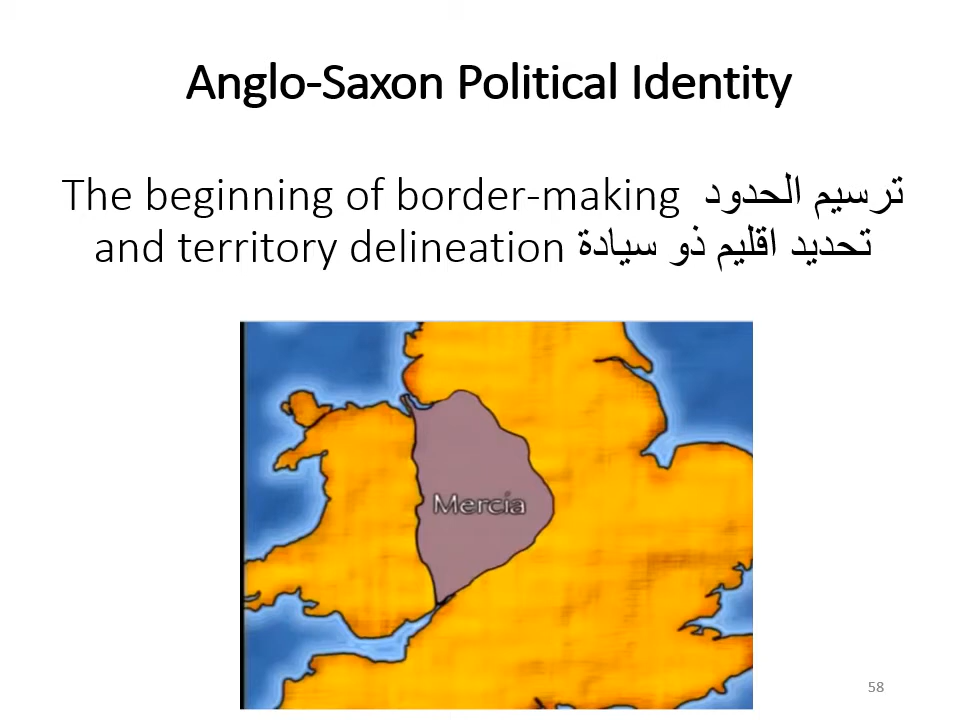 Anglo-Saxon Political Identity
The beginning of border-making ترسيم الحدود
and territory delineation تحديد اقليم ذو سيادة
Mercia
58